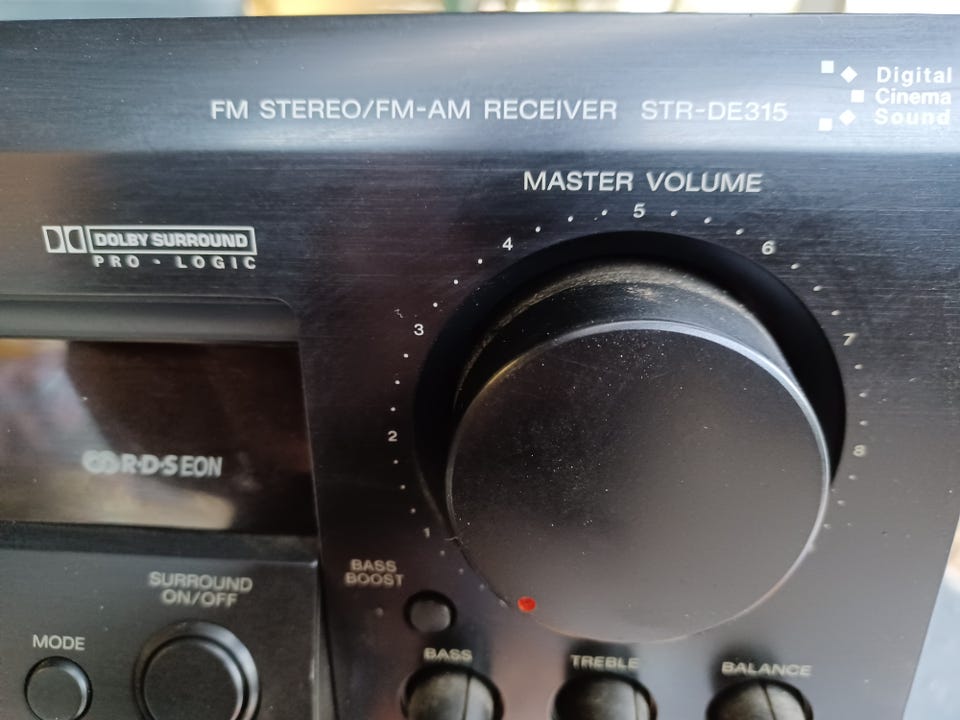 FM STEREO/FM-AM RECEIVER STR-DE315
Digital
Cinema
Sound
MASTER VOLUME
DOLBY SURROUND
PRO · LOGIC
1
2
3
4
5
6
7
8
R·D·S EON
BASS
BOOST
SURROUND
ON/OFF
MODE
BASS
TREBLE
BALANCE